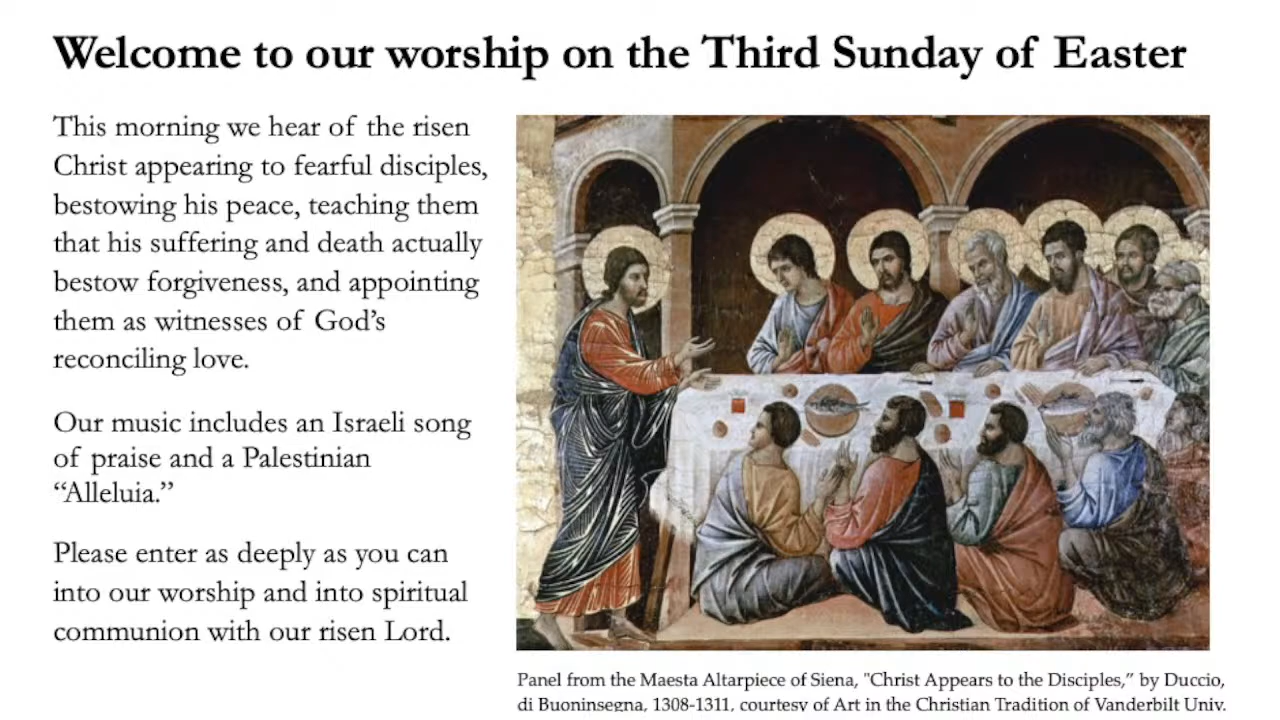 Welcome to our worship on the Third Sunday of Easter
This morning we hear of the risen
Christ appearing to fearful disciples,
bestowing his peace, teaching them
that his suffering and death actually
bestow forgiveness, and appointing
them as witnesses of God’s
reconciling love.
Our music includes an Israeli song
of praise and a Palestinian
“Alleluia.”
Please enter as deeply as you can
into our worship and into spiritual
communion with our risen Lord.
Panel from the Maesta Altarpiece of Siena, "Christ Appears to the Disciples,” by Duccio,
di Buoninsegna, 1308-1311, courtesy of Art in the Christian Tradition of Vanderbilt Univ.